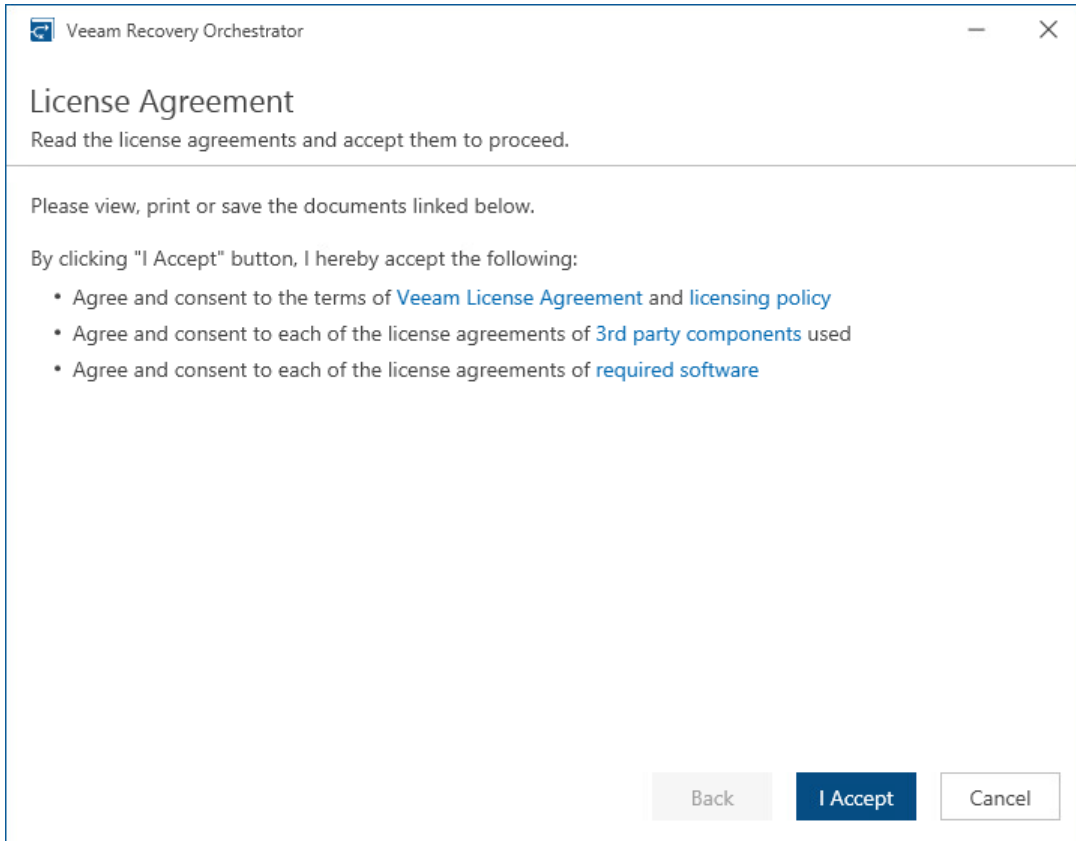 Veeam Recovery Orchestrator
License Agreement
Read the license agreements and accept them to proceed.
Please view, print or save the documents linked below.
By clicking "I Accept" button, I hereby accept the following:
• Agree and consent to the terms of Veeam License Agreement and licensing policy
• Agree and consent to each of the license agreements of 3rd party components used
• Agree and consent to each of the license agreements of required software
Back I Accept Cancel